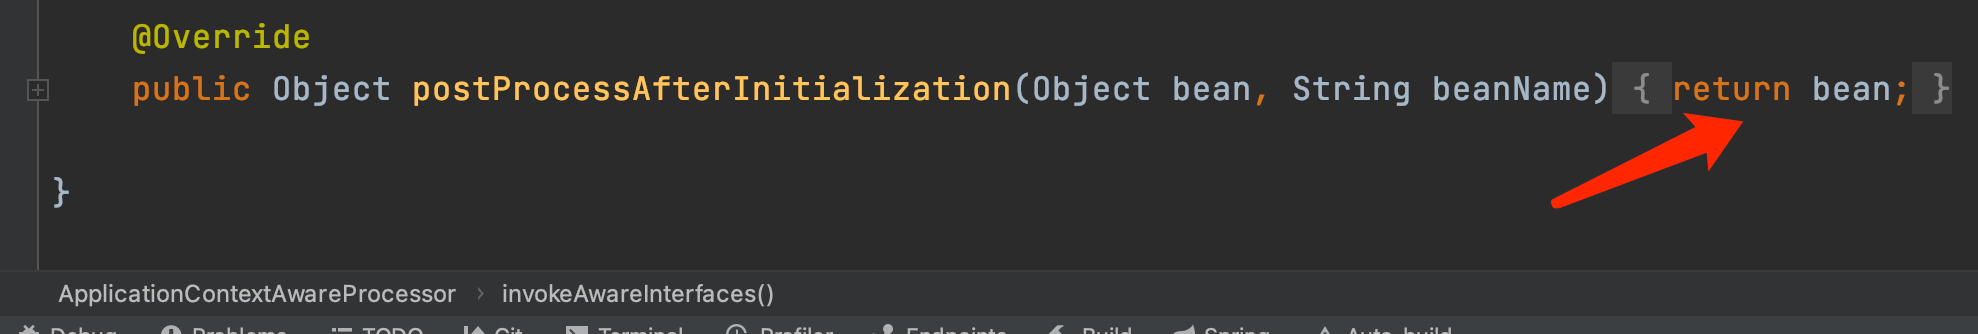 @Override
public Object postProcessAfterInitialization(Object bean, String beanName) { return bean; }
}
ApplicationContextAwareProcessor › invokeAwareInterfaces()
Debug Problems TODO Git Terminal Profiler Endpoints Build Spring Auto-build